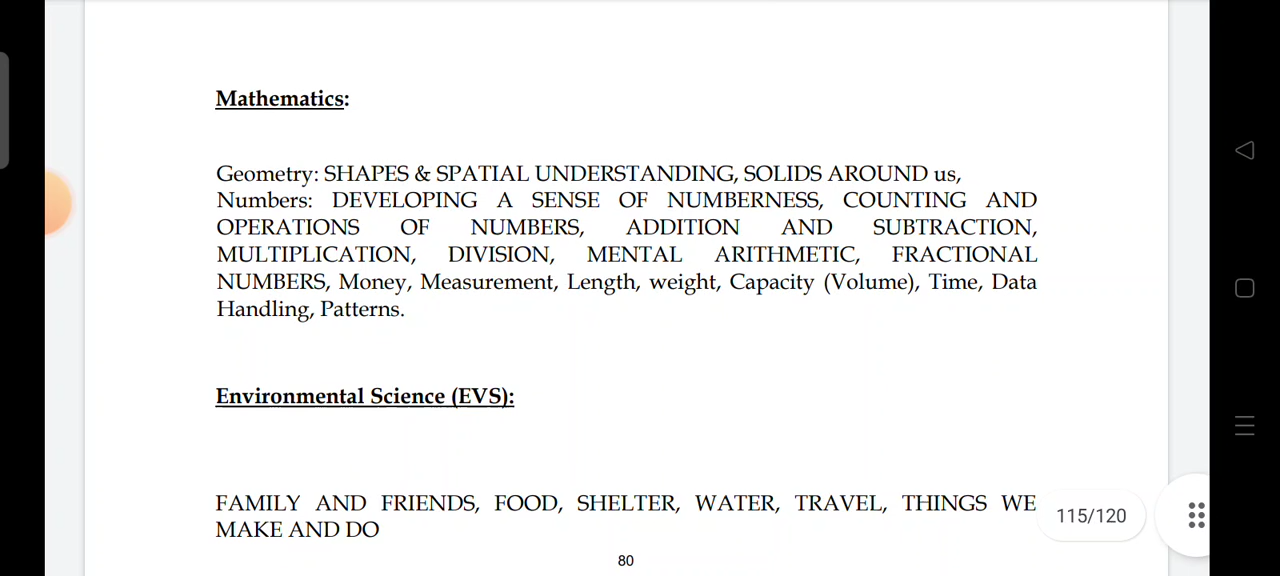 Mathematics:
Geometry: SHAPES & SPATIAL UNDERSTANDING, SOLIDS AROUND us,
Numbers: DEVELOPING A SENSE OF NUMBERNESS, COUNTING AND
OPERATIONS OF NUMBERS, ADDITION AND SUBTRACTION,
MULTIPLICATION, DIVISION, MENTAL ARITHMETIC, FRACTIONAL
NUMBERS, Money, Measurement, Length, weight, Capacity (Volume), Time, Data
Handling, Patterns.
Environmental Science (EVS):
FAMILY AND FRIENDS, FOOD, SHELTER, WATER, TRAVEL, THINGS WE
MAKE AND DO
115/120
80